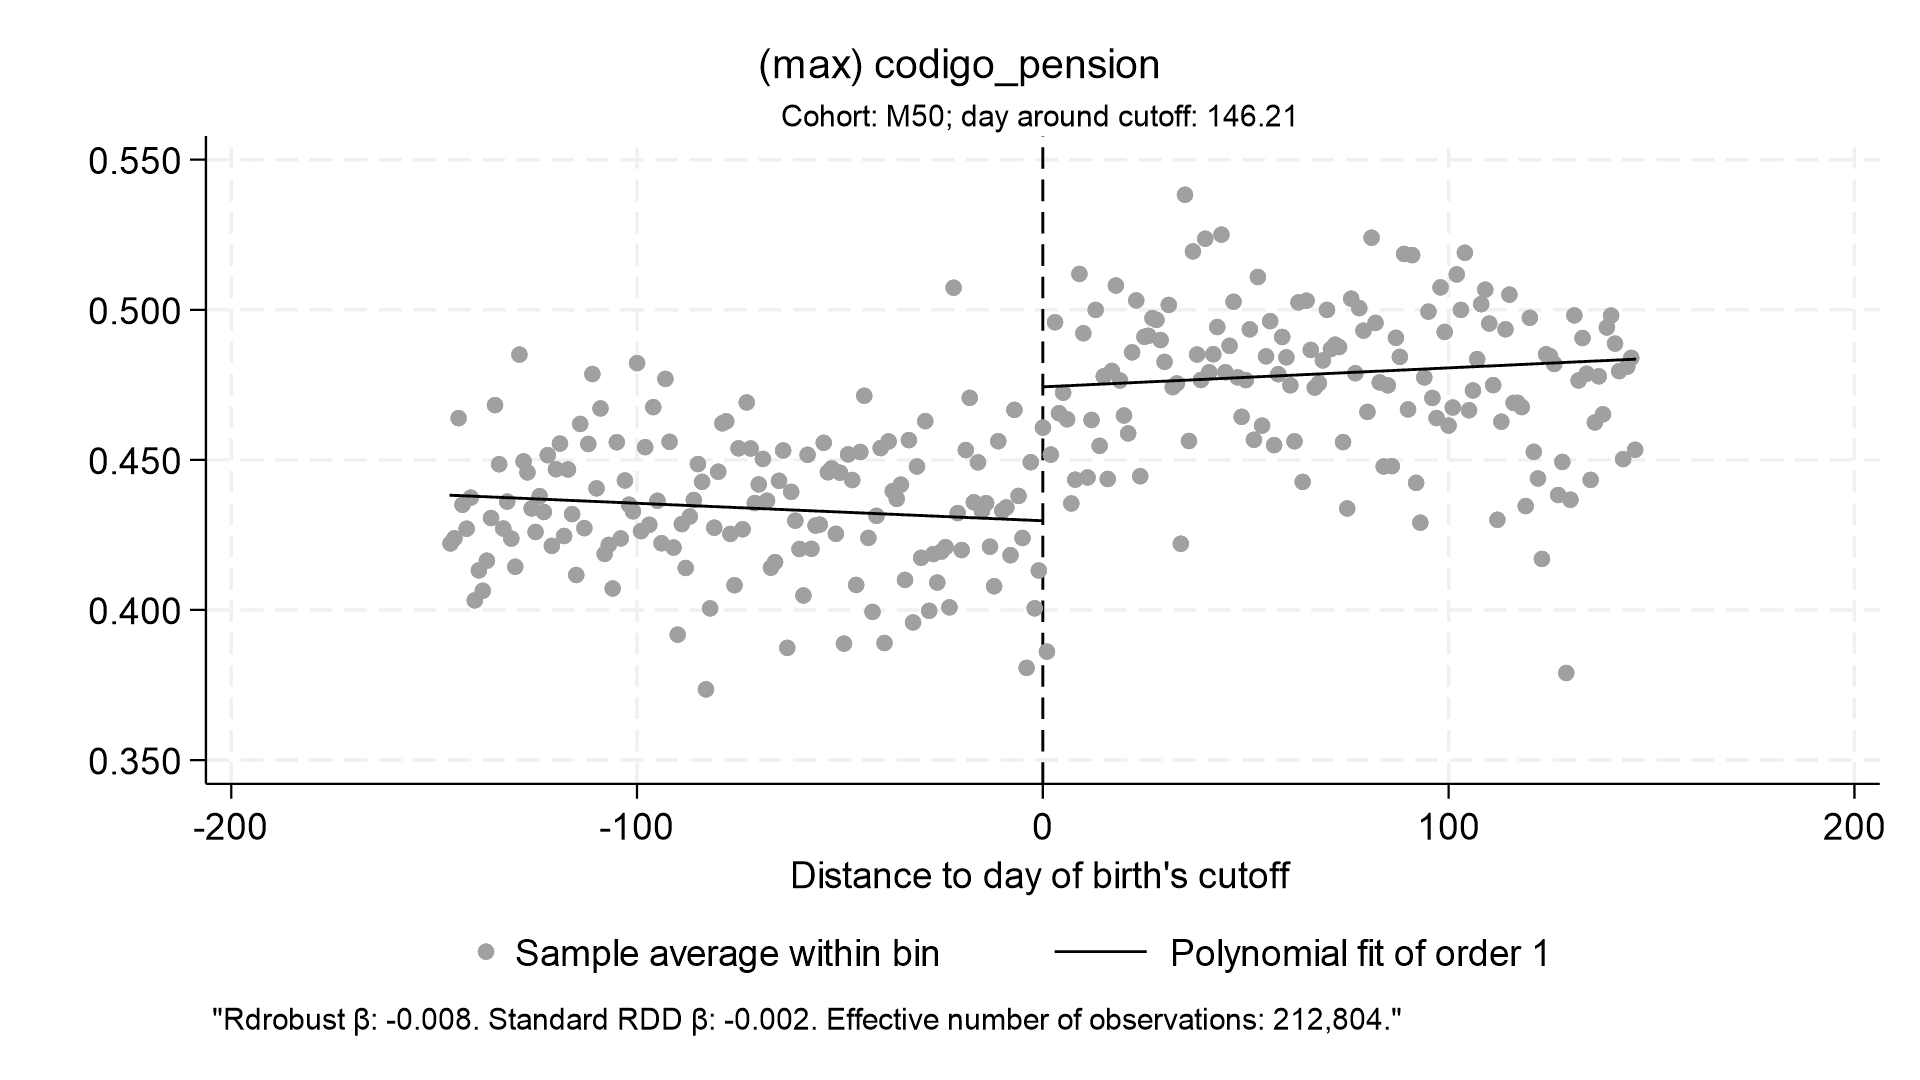 (max) codigo_pension
Cohort: M50; day around cutoff: 146.21
0.550
0.500
0.450
0.400
0.350
-200 -100 0 100 200
Distance to day of birth's cutoff
Sample average within bin Polynomial fit of order 1
"Rdrobust β: -0.008. Standard RDD β: -0.002. Effective number of observations: 212,804."